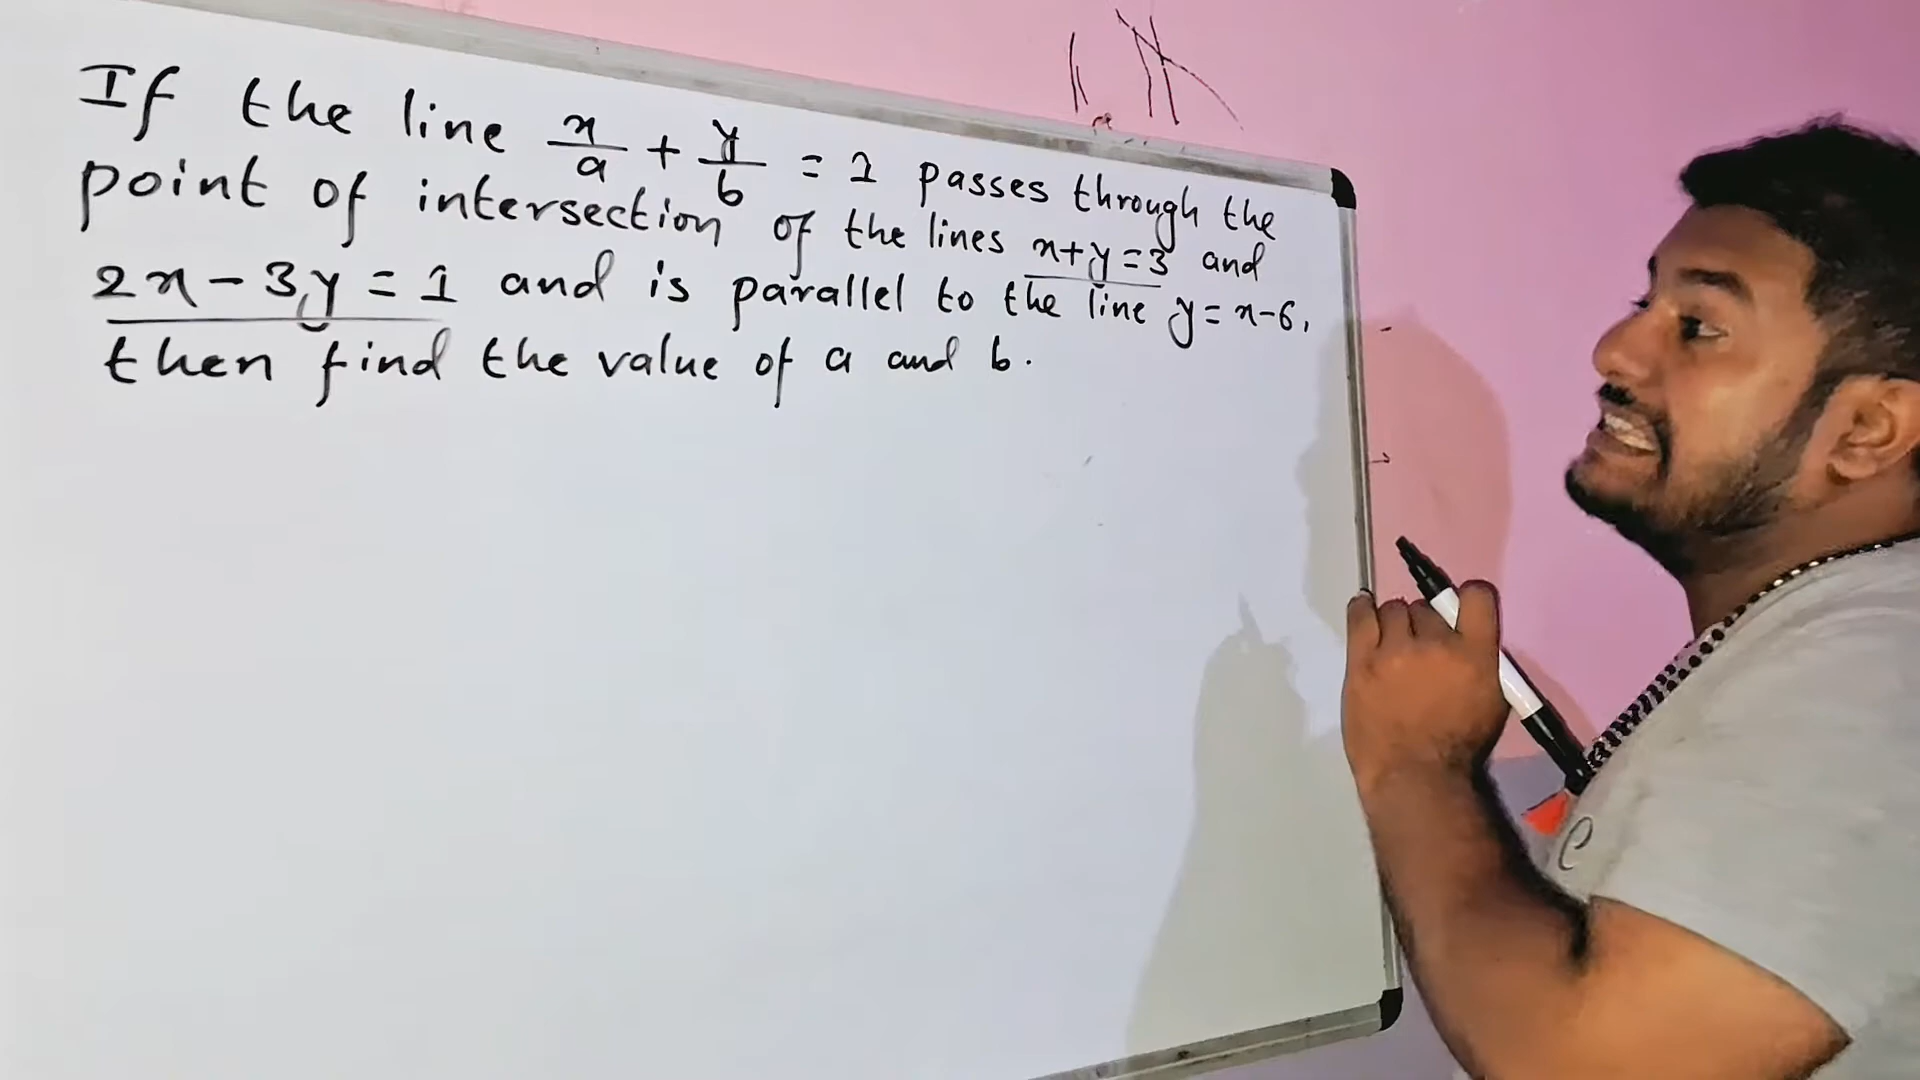 If the line x/a + y/b = 1 passes through the
point of intersection of the lines x+y=3 and
2x-3y=1 and is parallel to the line y=x-6,
then find the value of a and b.